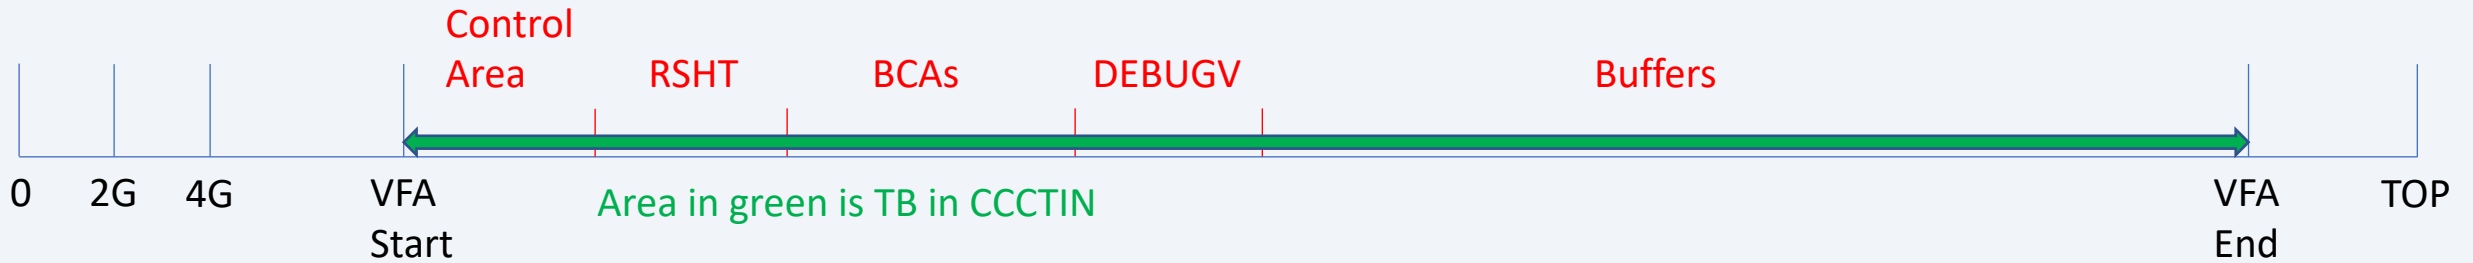 Control
Area
RSHT
BCAs
DEBUGV
Buffers
0
2G
4G
VFA
Start
Area in green is TB in CCCTIN
VFA
End
TOP